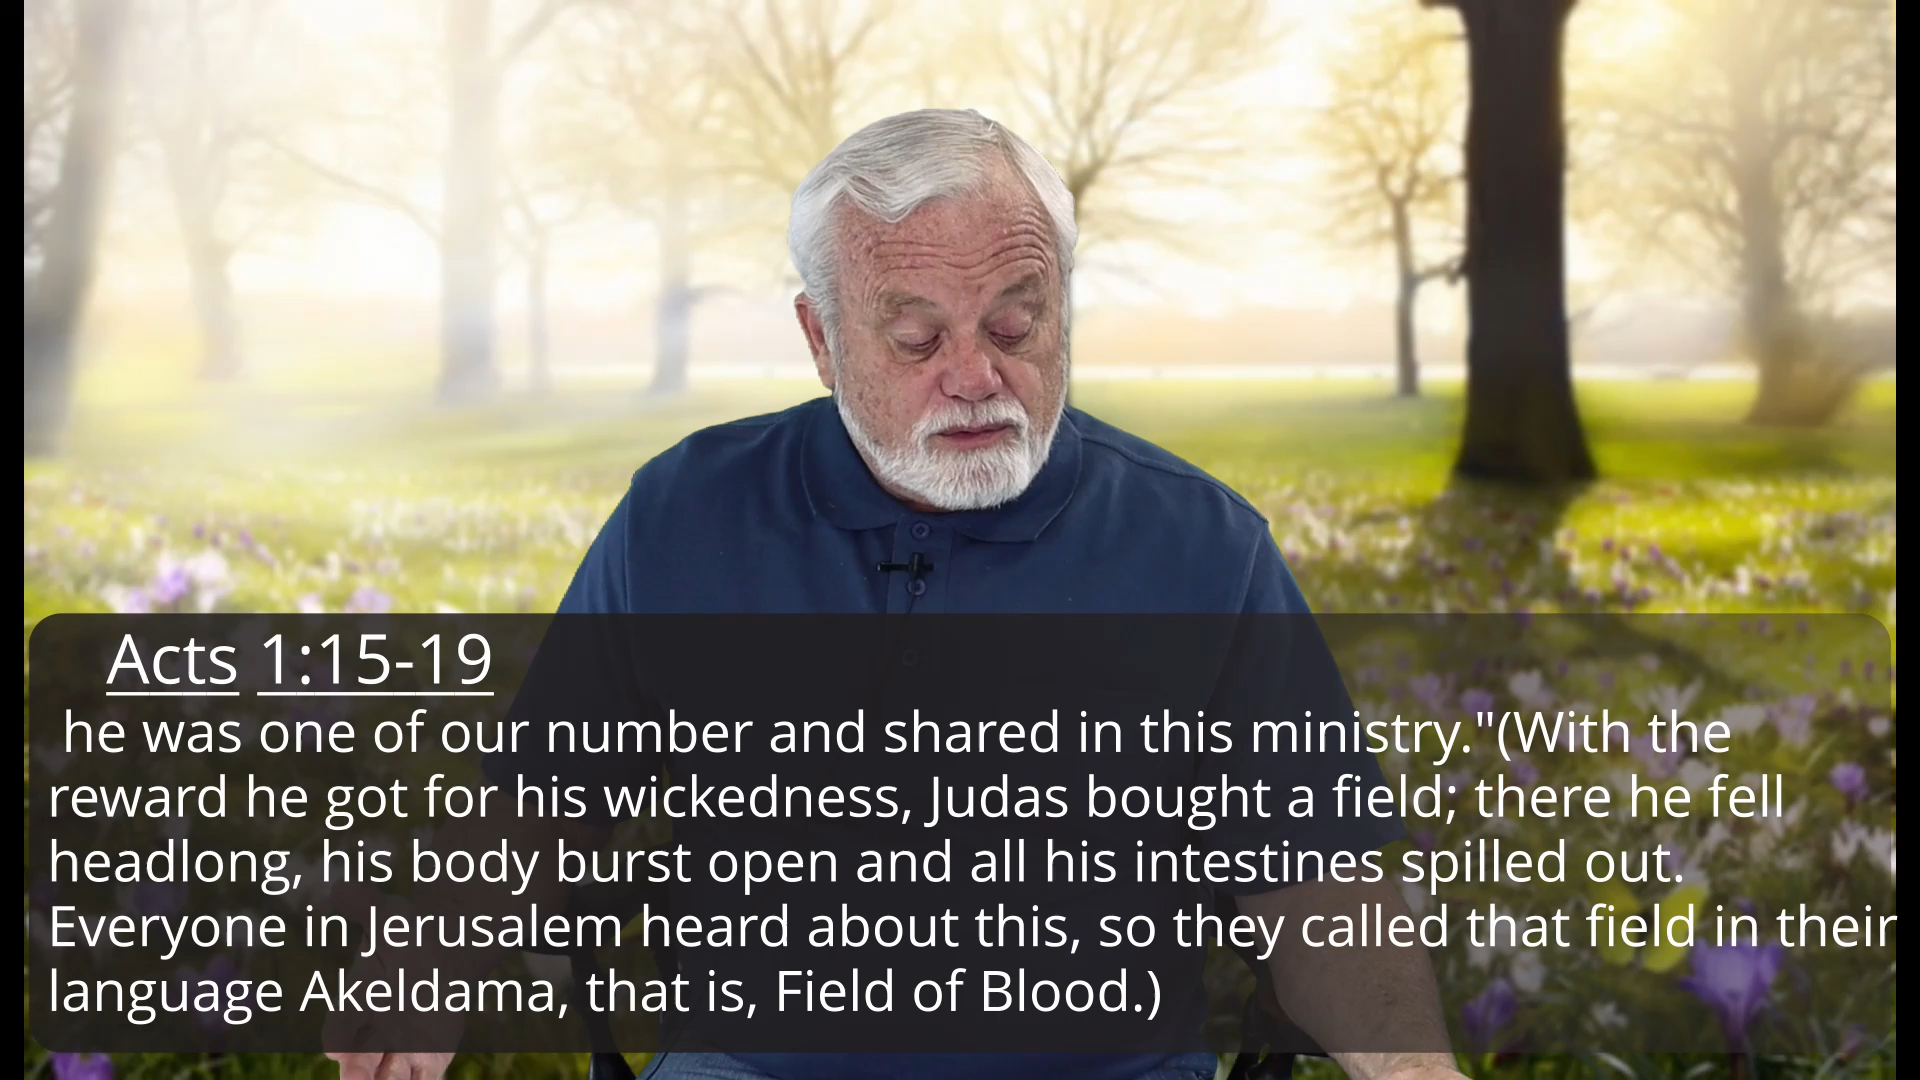 Acts 1:15-19
he was one of our number and shared in this ministry."(With the
reward he got for his wickedness, Judas bought a field; there he fell
headlong, his body burst open and all his intestines spilled out.
Everyone in Jerusalem heard about this, so they called that field in their
language Akeldama, that is, Field of Blood.)